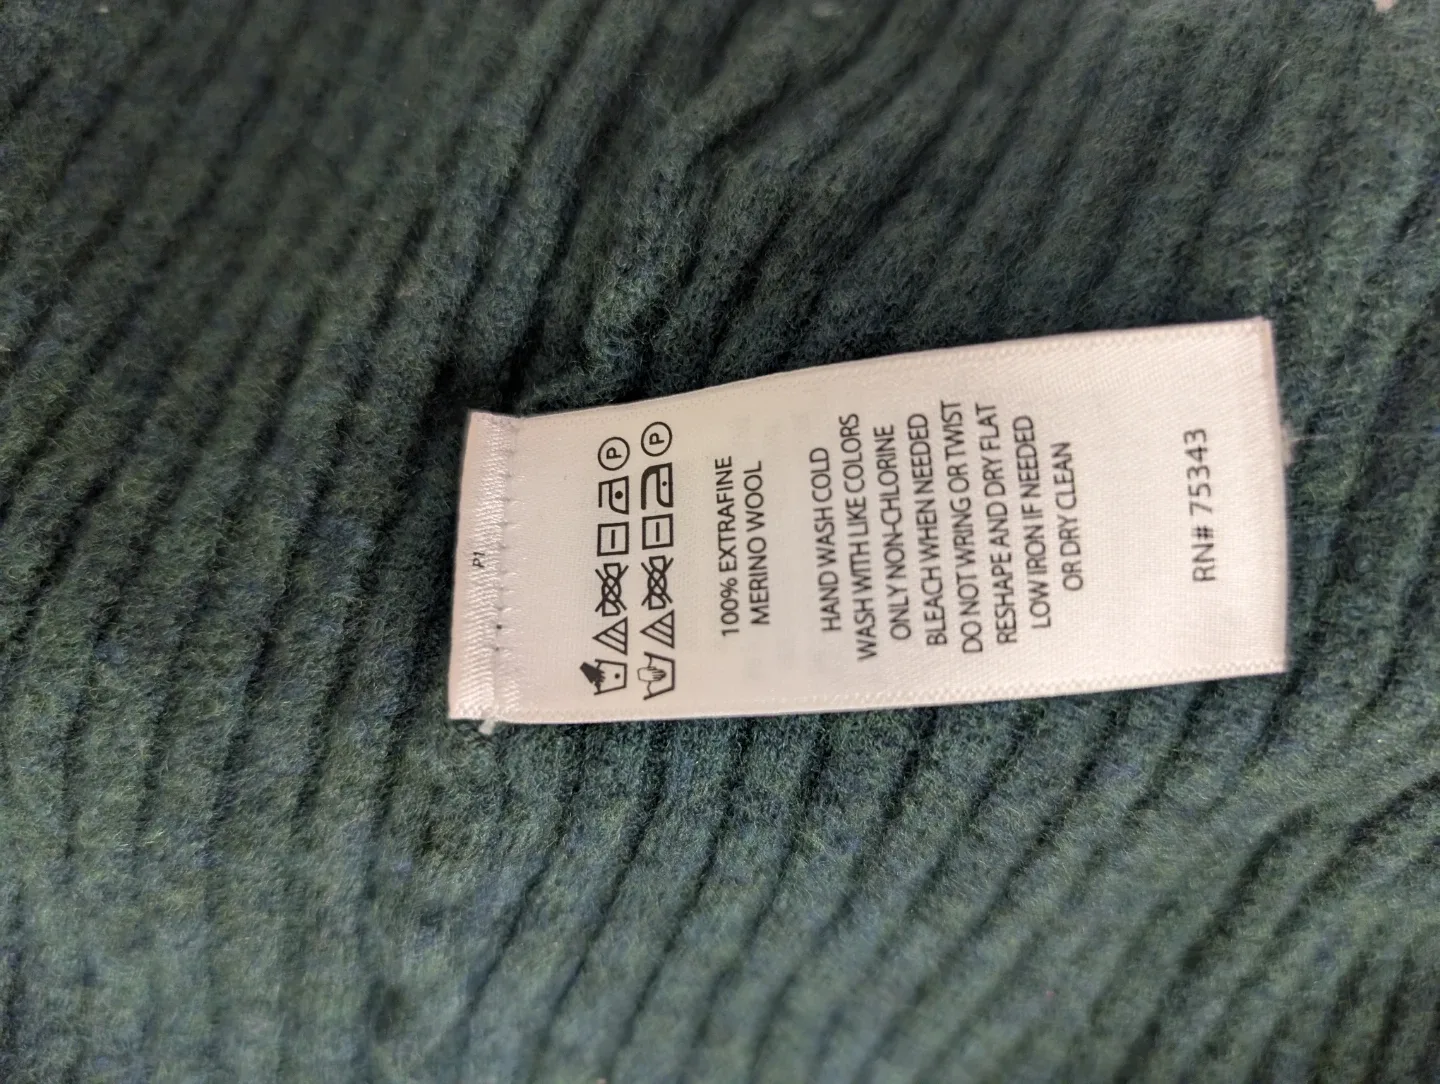 P1
P
P
100% EXTRAFINE
MERINO WOOL
HAND WASH COLD
WASH WITH LIKE COLORS
ONLY NON-CHLORINE
BLEACH WHEN NEEDED
DO NOT WRING OR TWIST
RESHAPE AND DRY FLAT
LOW IRON IF NEEDED
OR DRY CLEAN
RN# 75343